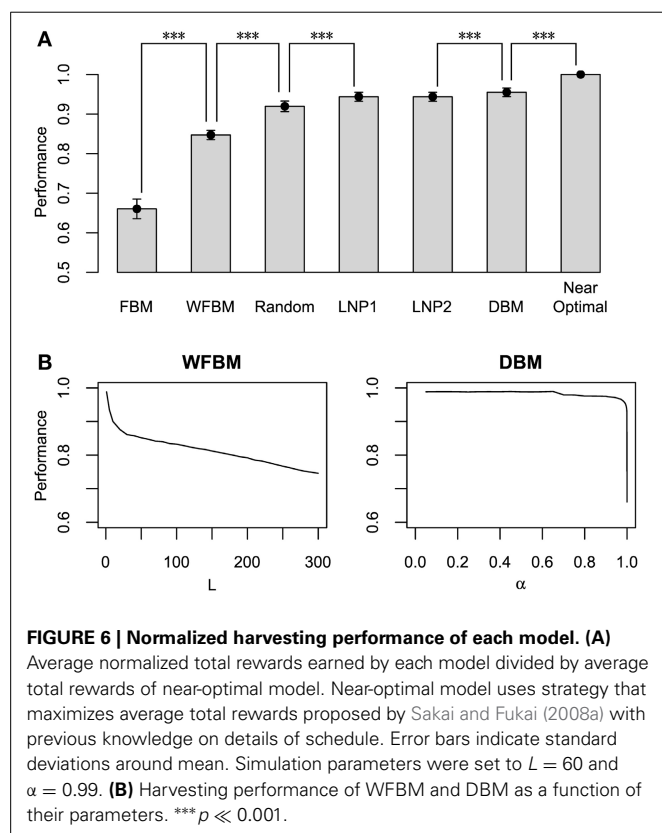 A
*** *** *** *** ***
Performance
1.0
0.9
0.8
0.7
0.6
0.5
FBM WFBM Random LNP1 LNP2 DBM Near Optimal
B
WFBM
Performance
1.0
0.8
0.6
0 100 200 300
L
DBM
1.0
0.8
0.6
0.0 0.2 0.4 0.6 0.8 1.0
α
FIGURE 6 | Normalized harvesting performance of each model. (A)
Average normalized total rewards earned by each model divided by average
total rewards of near-optimal model. Near-optimal model uses strategy that
maximizes average total rewards proposed by Sakai and Fukai (2008a) with
previous knowledge on details of schedule. Error bars indicate standard
deviations around mean. Simulation parameters were set to L = 60 and
α = 0.99. (B) Harvesting performance of WFBM and DBM as a function of
their parameters. ***p ≪ 0.001.